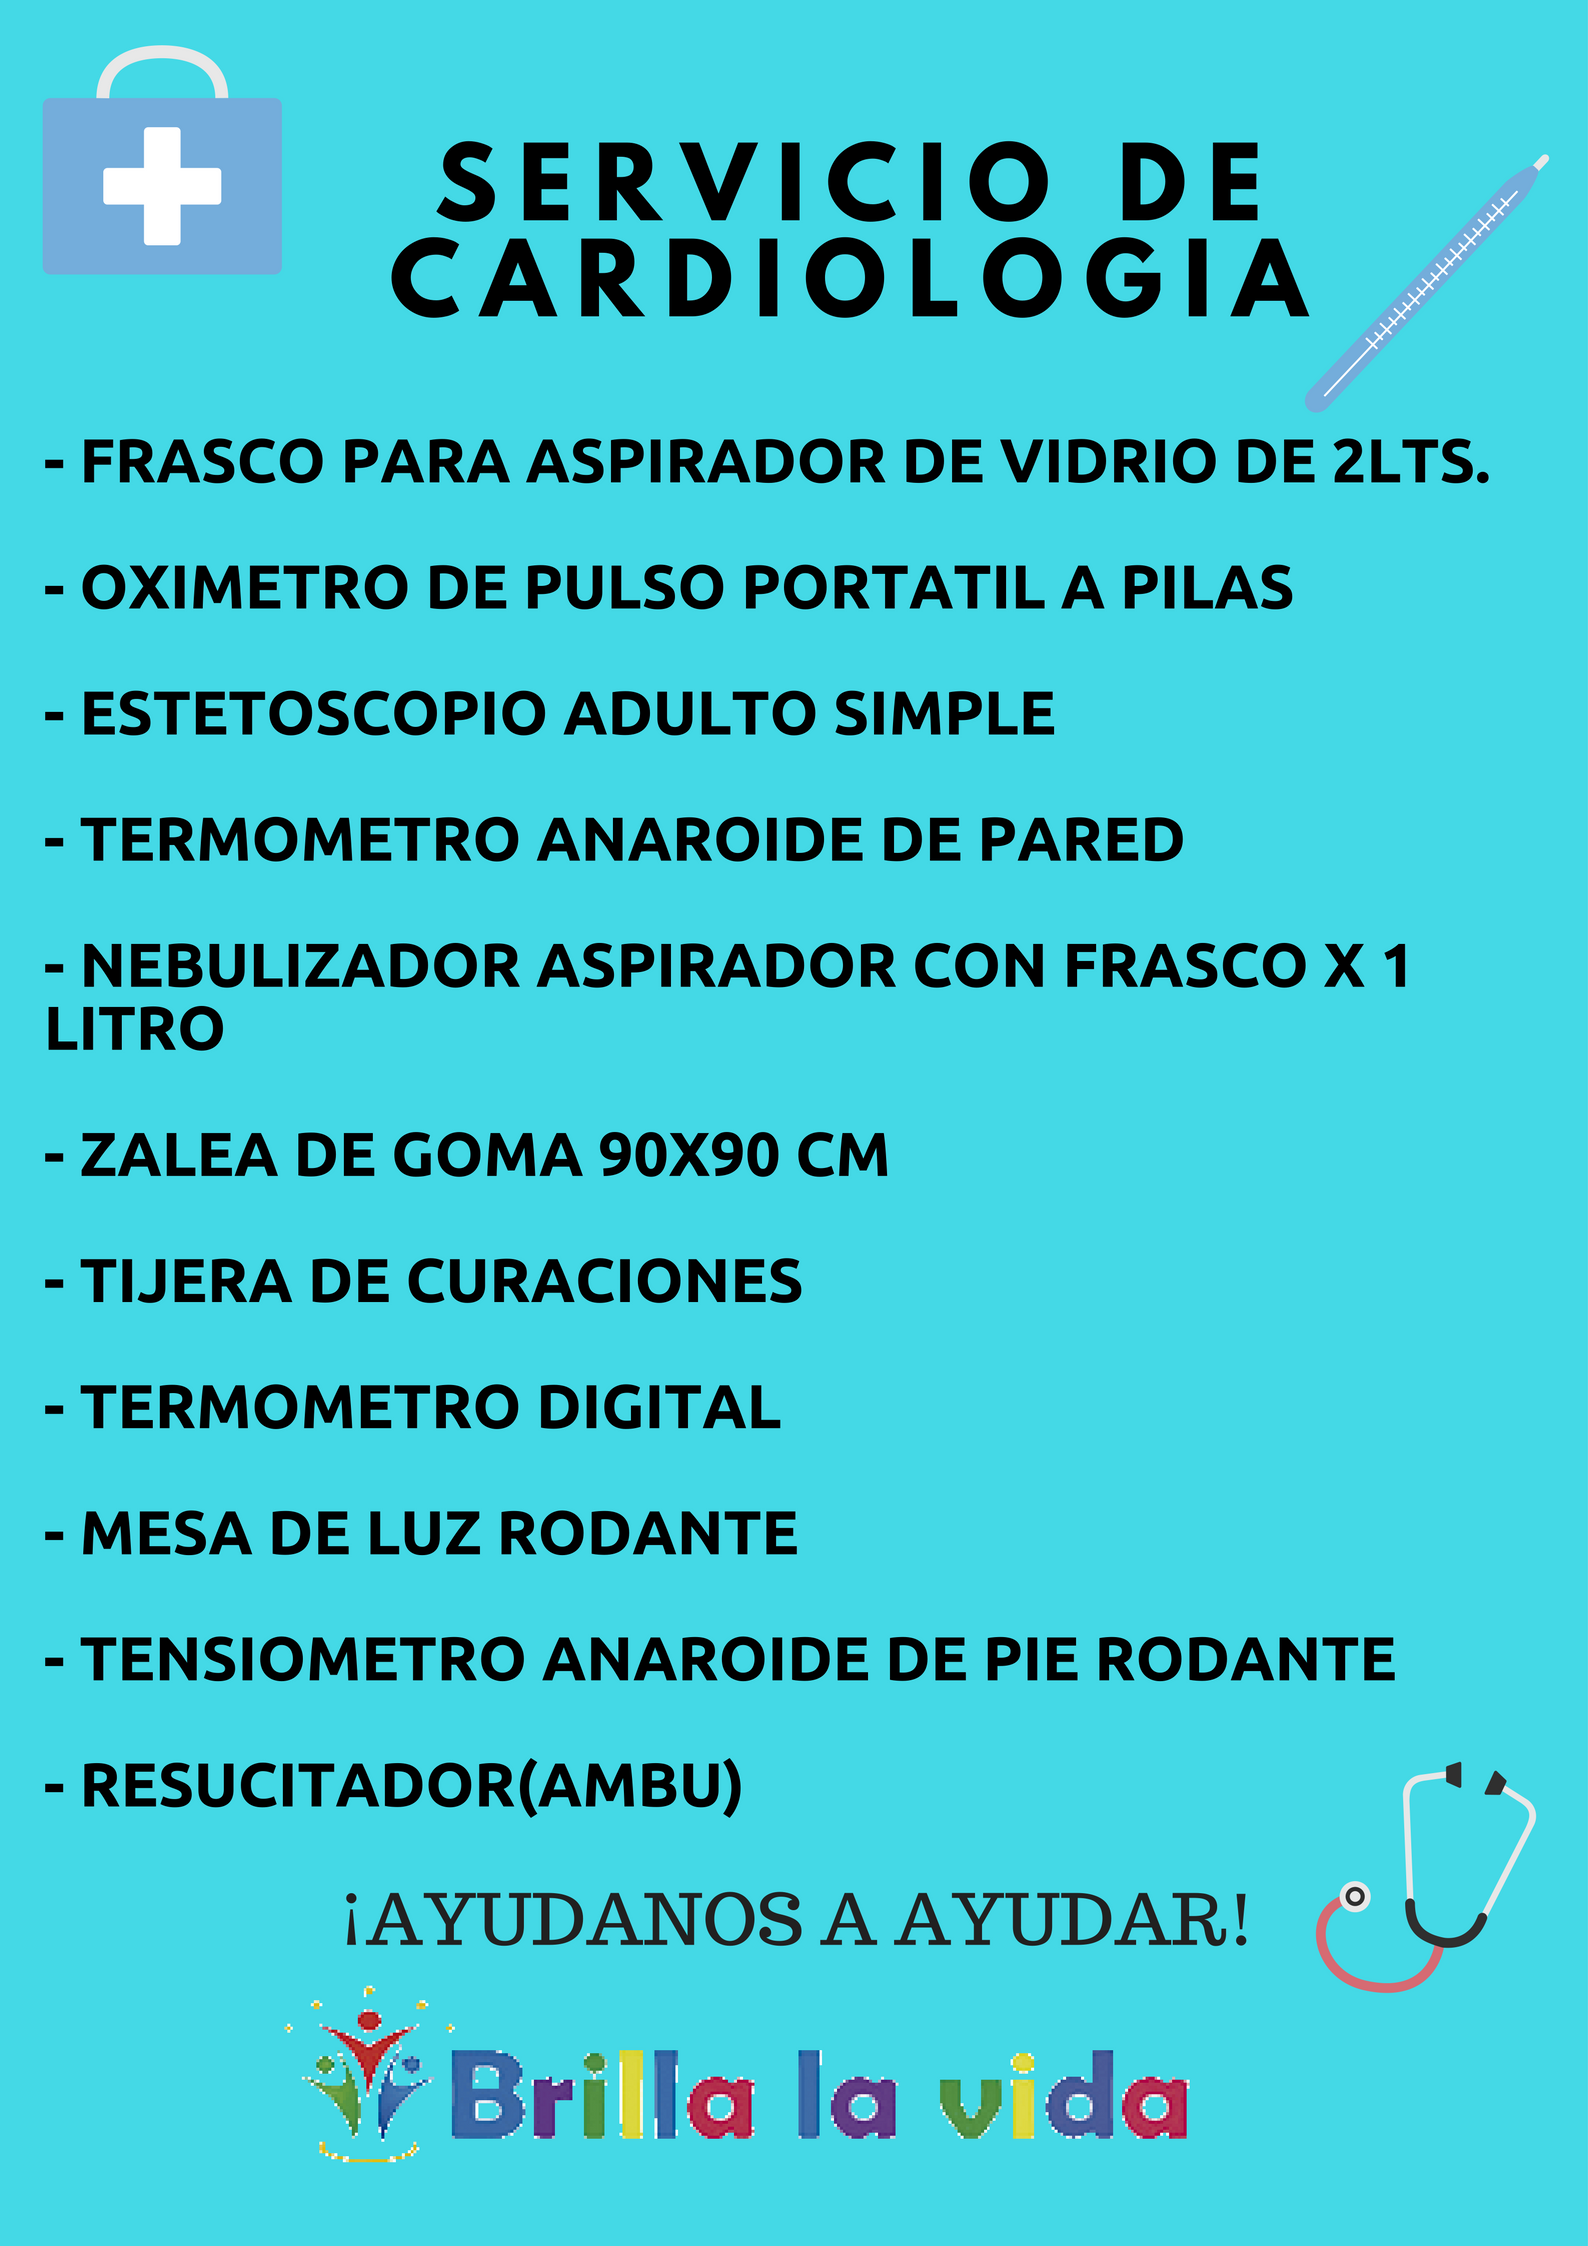 SERVICIO DE
CARDIOLOGIA
- FRASCO PARA ASPIRADOR DE VIDRIO DE 2LTS.
- OXIMETRO DE PULSO PORTATIL A PILAS
- ESTETOSCOPIO ADULTO SIMPLE
- TERMOMETRO ANAROIDE DE PARED
- NEBULIZADOR ASPIRADOR CON FRASCO X 1
LITRO
- ZALEA DE GOMA 90X90 CM
- TIJERA DE CURACIONES
- TERMOMETRO DIGITAL
- MESA DE LUZ RODANTE
- TENSIOMETRO ANAROIDE DE PIE RODANTE
- RESUCITADOR(AMBU)
¡AYUDANOS A AYUDAR!
Brilla la vida